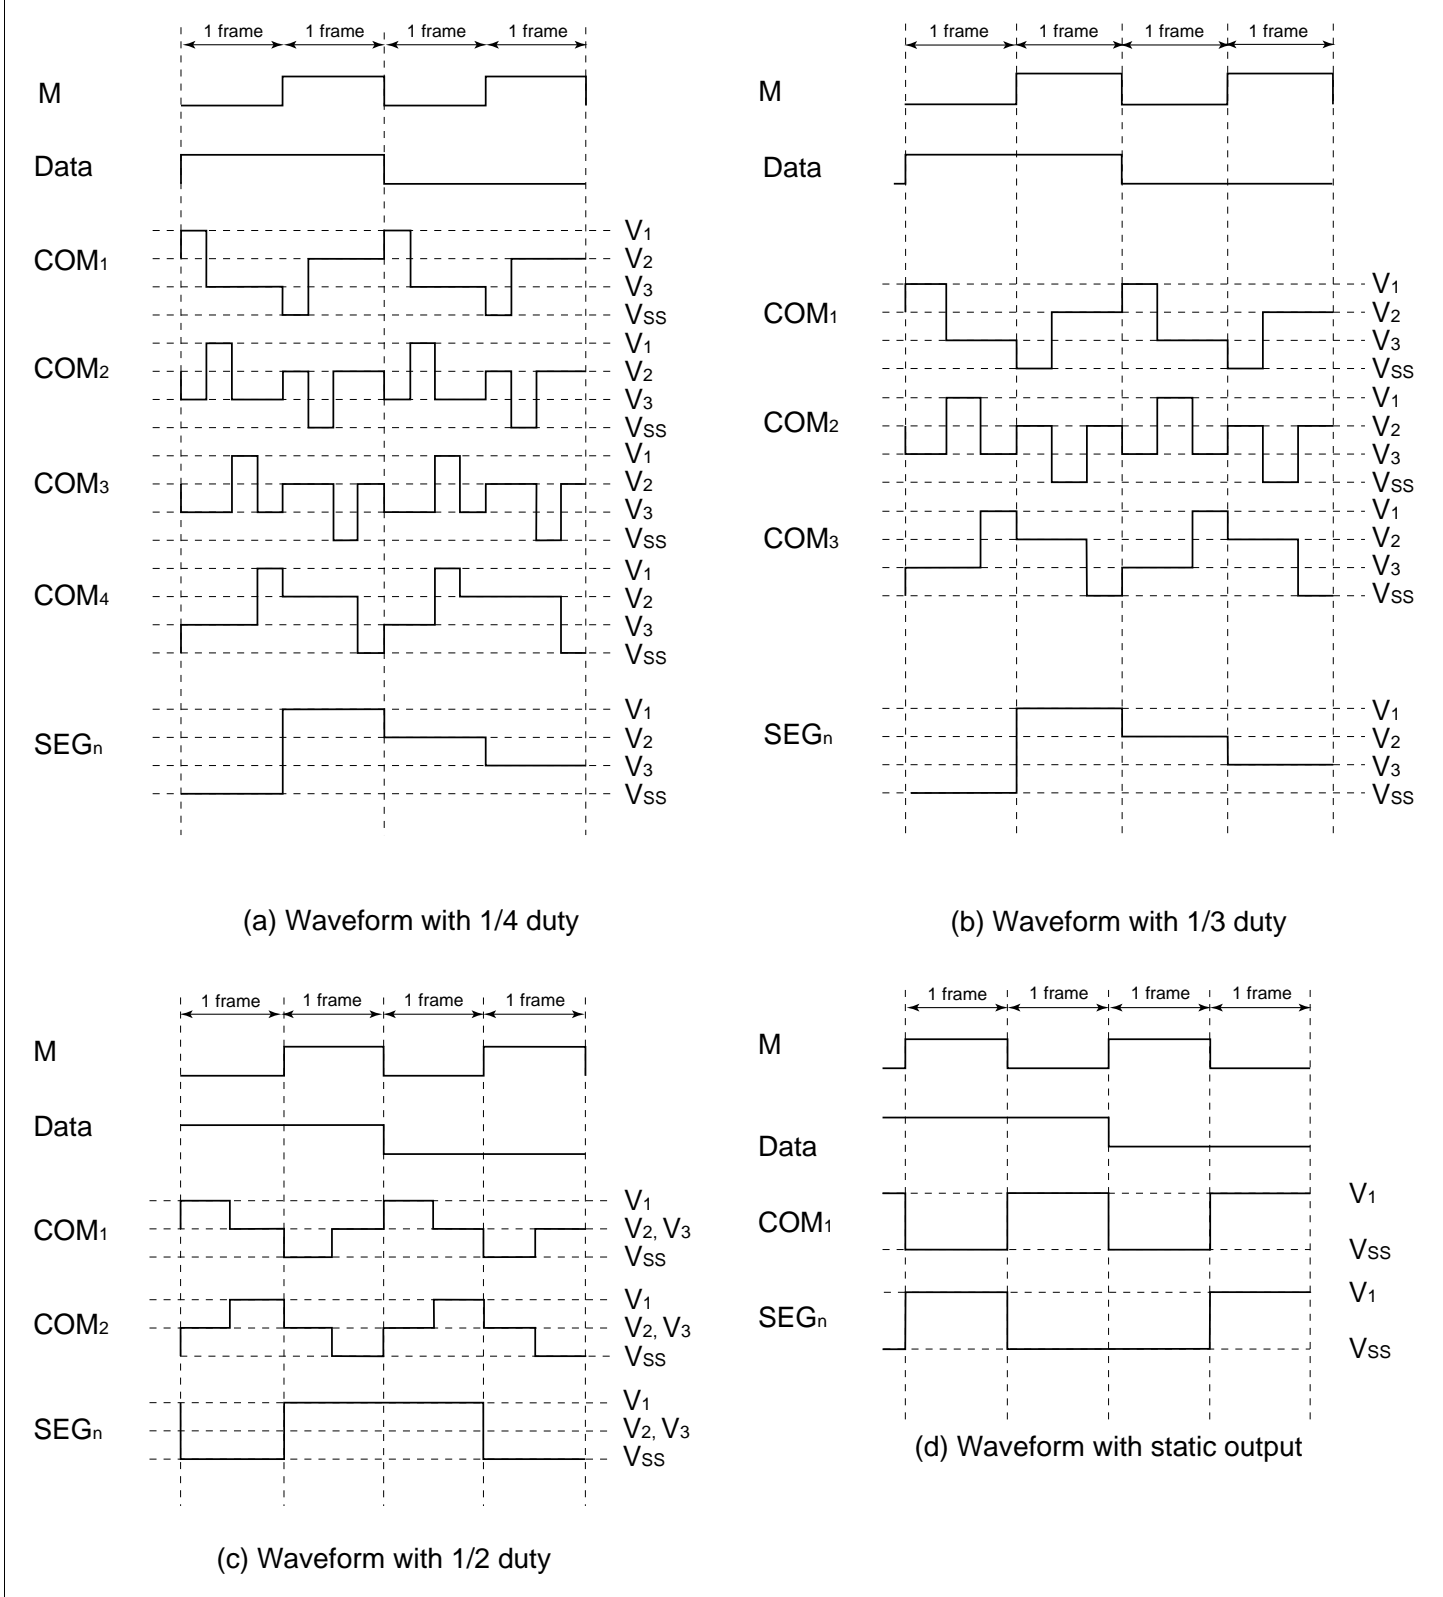 1 frame 1 frame 1 frame 1 frame
M
Data
COM1
V1
V2
V3
VSS
COM2
V1
V2
V3
VSS
COM3
V1
V2
V3
VSS
COM4
V1
V2
V3
VSS
SEGn
V1
V2
V3
VSS
(a) Waveform with 1/4 duty
1 frame 1 frame 1 frame 1 frame
M
Data
COM1
V1
V2
V3
VSS
COM2
V1
V2
V3
VSS
COM3
V1
V2
V3
VSS
SEGn
V1
V2
V3
VSS
(b) Waveform with 1/3 duty
1 frame 1 frame 1 frame 1 frame
M
Data
COM1
V1
V2, V3
VSS
COM2
V1
V2, V3
VSS
SEGn
V1
V2, V3
VSS
(c) Waveform with 1/2 duty
1 frame 1 frame 1 frame 1 frame
M
Data
COM1
V1
VSS
SEGn
V1
VSS
(d) Waveform with static output